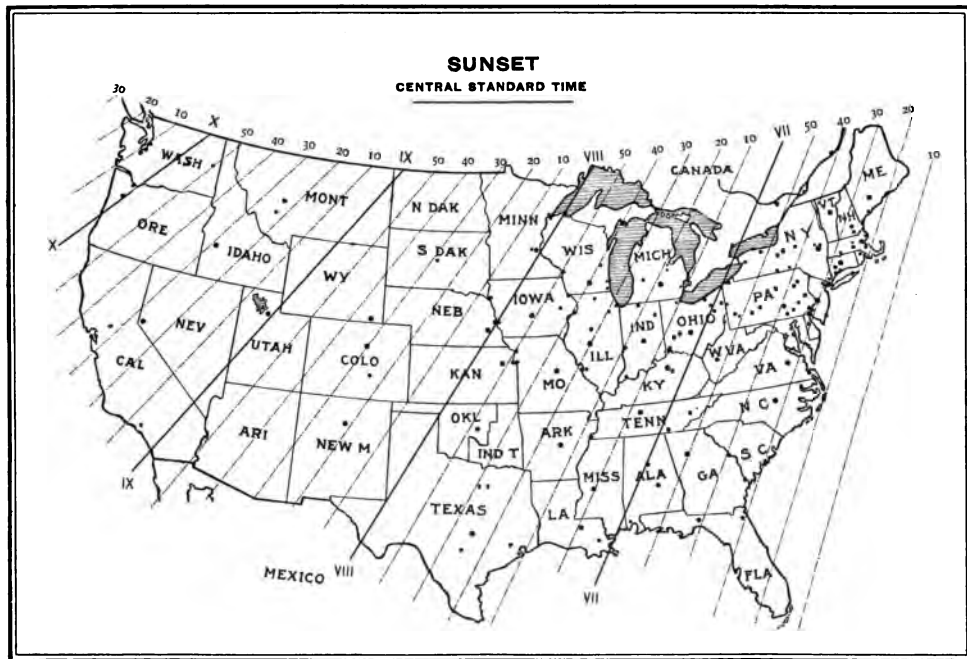 SUNSET
CENTRAL STANDARD TIME
30 20 10 X 50 40 30 20 10 IX 50 40 30 20 10 VIII 50 40 30 20 10 VII 50 40 30 20 10
CANADA
WASH
MONT
N DAK
MINN
ME
VT
NH
ORE
IDAHO
S DAK
WIS
MICH
N Y
X
WY
IOWA
PA
NEV
NEB
IND
OHIO
UTAH
COLO
ILL
W VA
CAL
KAN
MO
KY
VA
ARI
NEW M
OKL
IND T
ARK
TENN
N C
S C
IX
MISS
ALA
GA
TEXAS
LA
MEXICO
VIII
VII
FLA